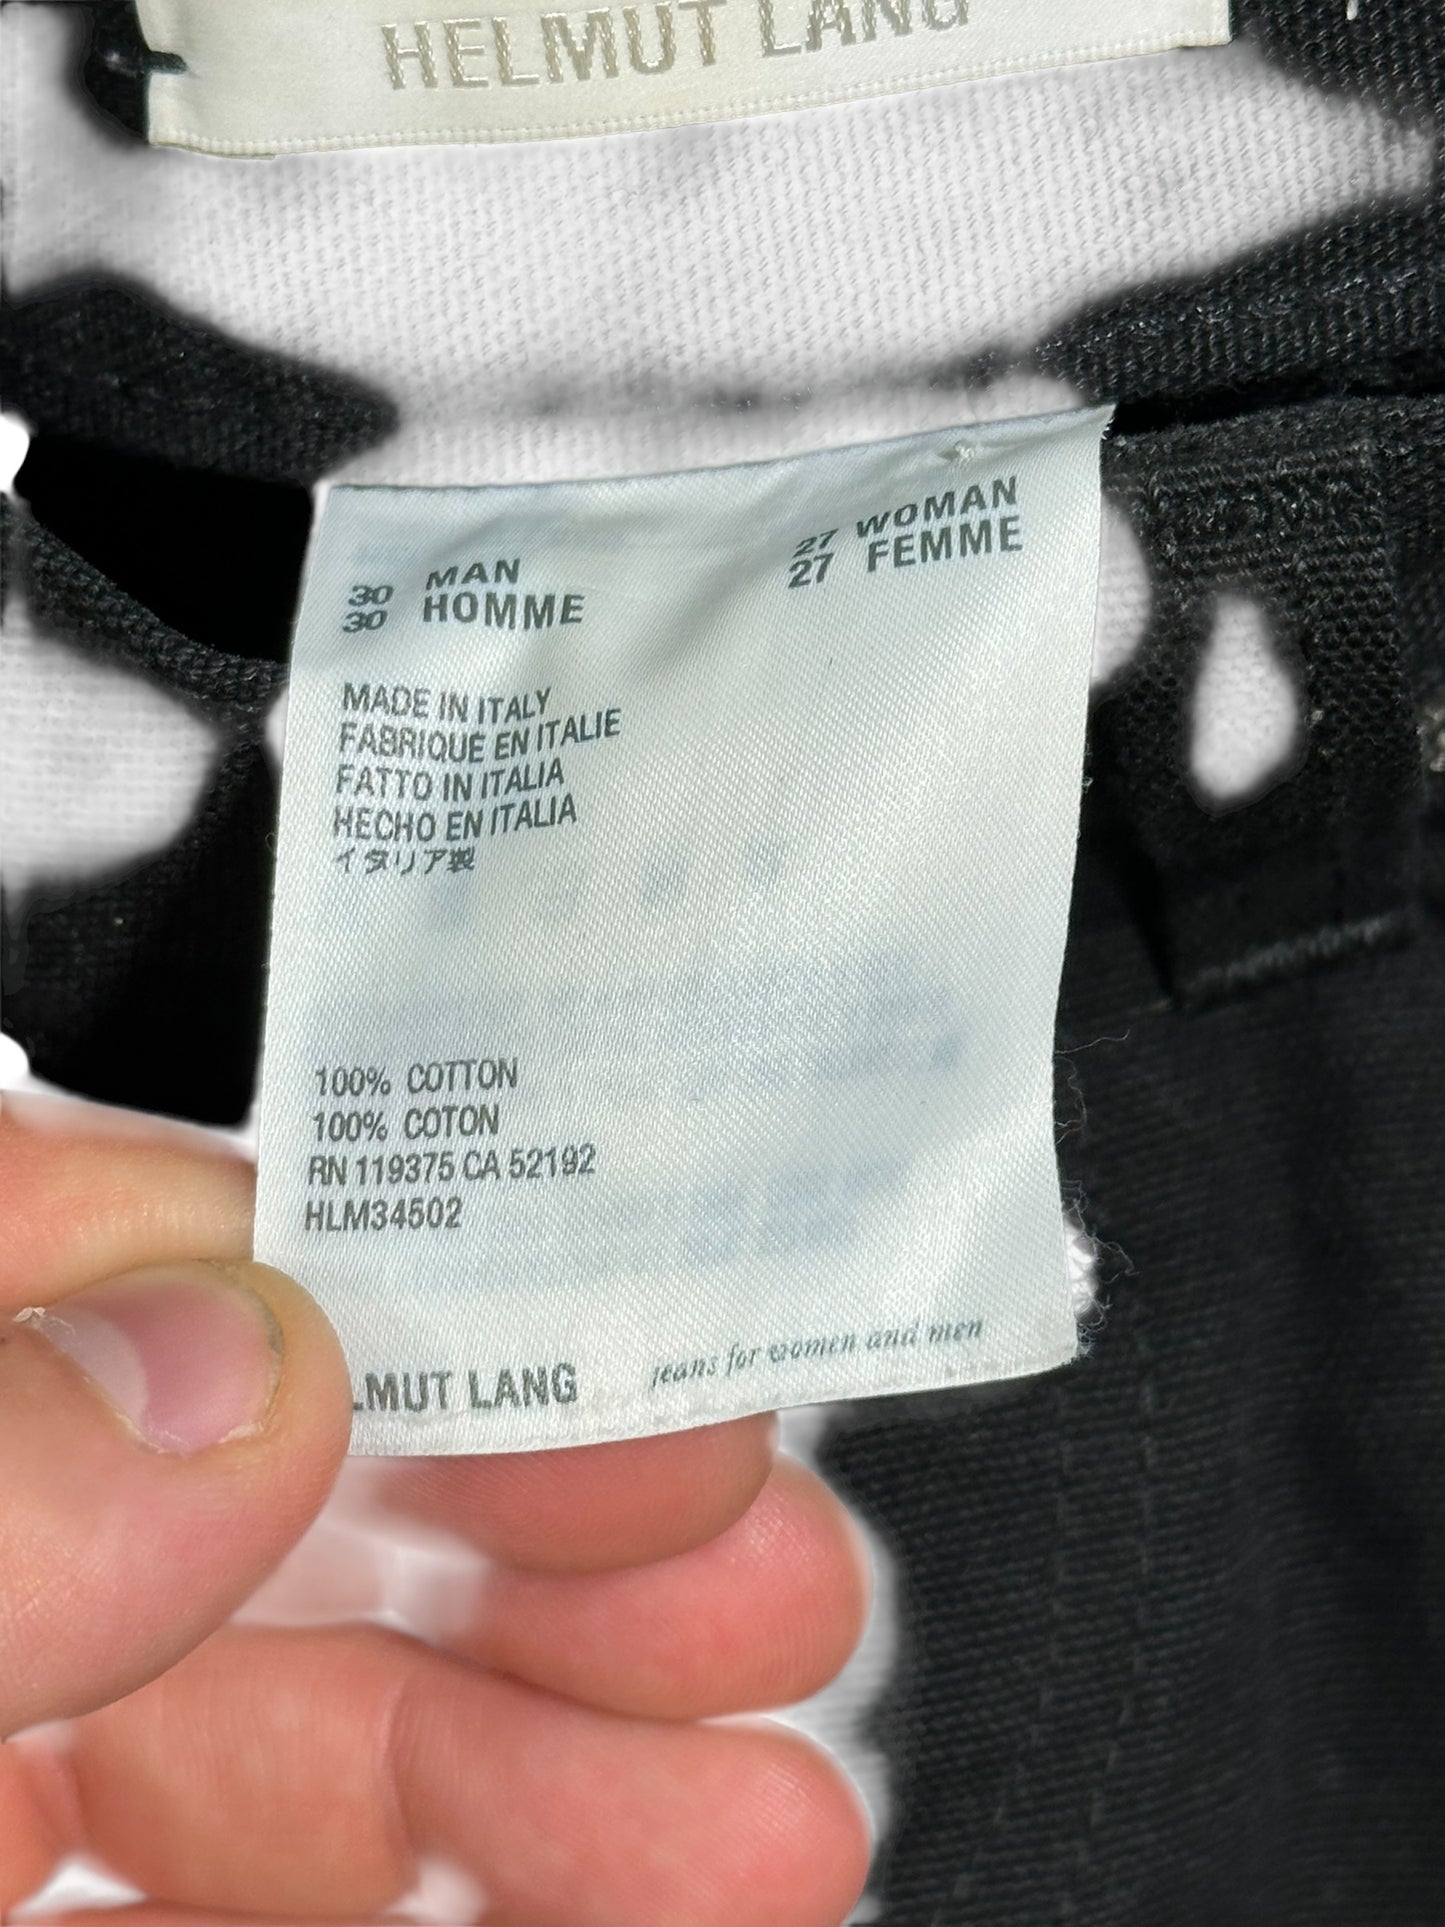 HELMUT LANG
30 MAN
30 HOMME
27 WOMAN
27 FEMME
MADE IN ITALY
FABRIQUE EN ITALIE
FATTO IN ITALIA
HECHO EN ITALIA
イタリア製
100% COTTON
100% COTON
RN 119375 CA 52192
HLM34502
LMUT LANG jeans for women and men